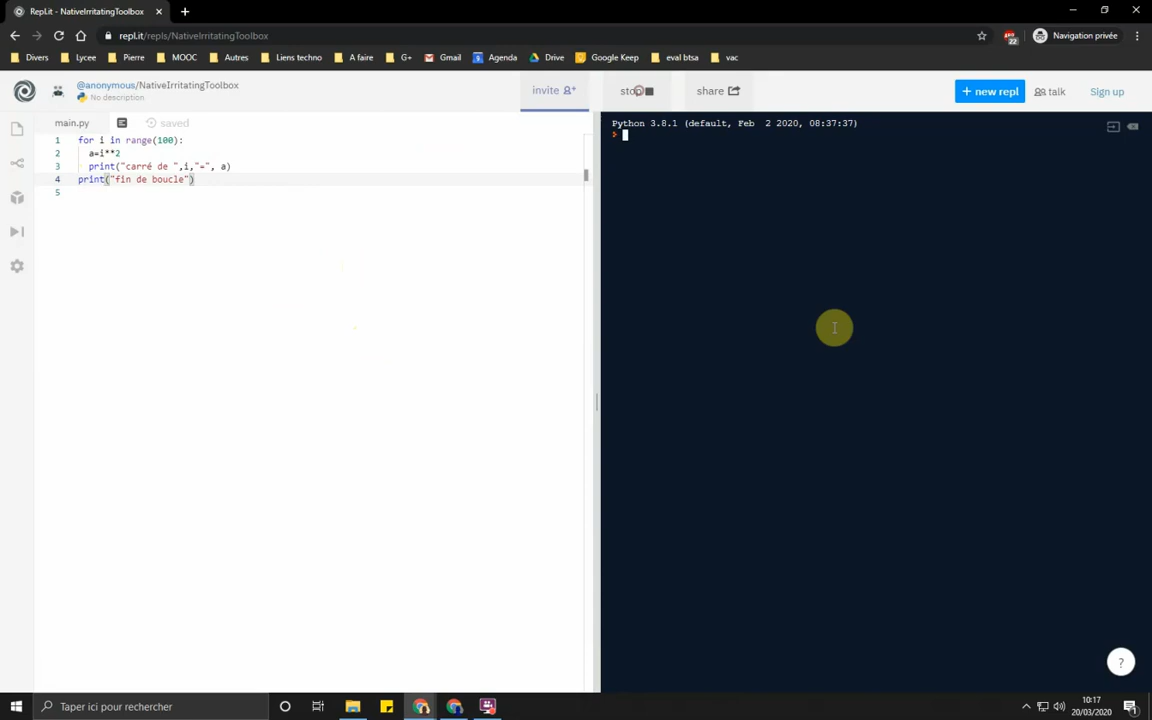 Repl.it - NativeIrritatingToolbox
repl.it/repls/NativeIrritatingToolbox
22
Navigation privée
Divers
Lycee
Pierre
MOOC
Autres
Liens techno
A faire
G+
Gmail
Agenda
Drive
Google Keep
eval btsa
vac
@anonymous/NativeIrritatingToolbox
No description
invite
stop
share
+ new repl
talk
Sign up
main.py
saved
1 for i in range(100):
2 a=i**2
3 print("carré de ",i,"=", a)
4 print("fin de boucle")
5
Python 3.8.1 (default, Feb 2 2020, 08:37:37)
>
?
Taper ici pour rechercher
10:17
20/03/2020
1